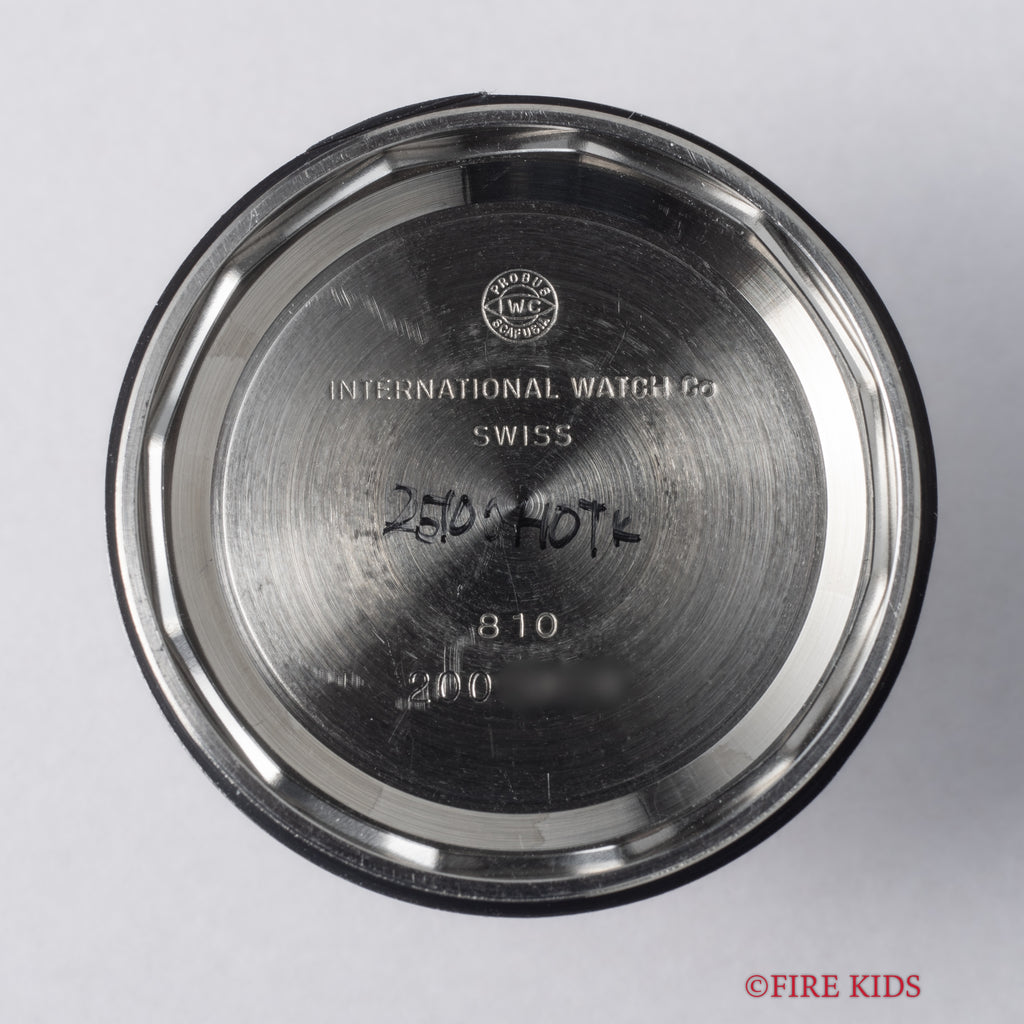 PROBUS
IWC
SCAFUSIA
INTERNATIONAL WATCH Co
SWISS
810
200
©FIRE KIDS